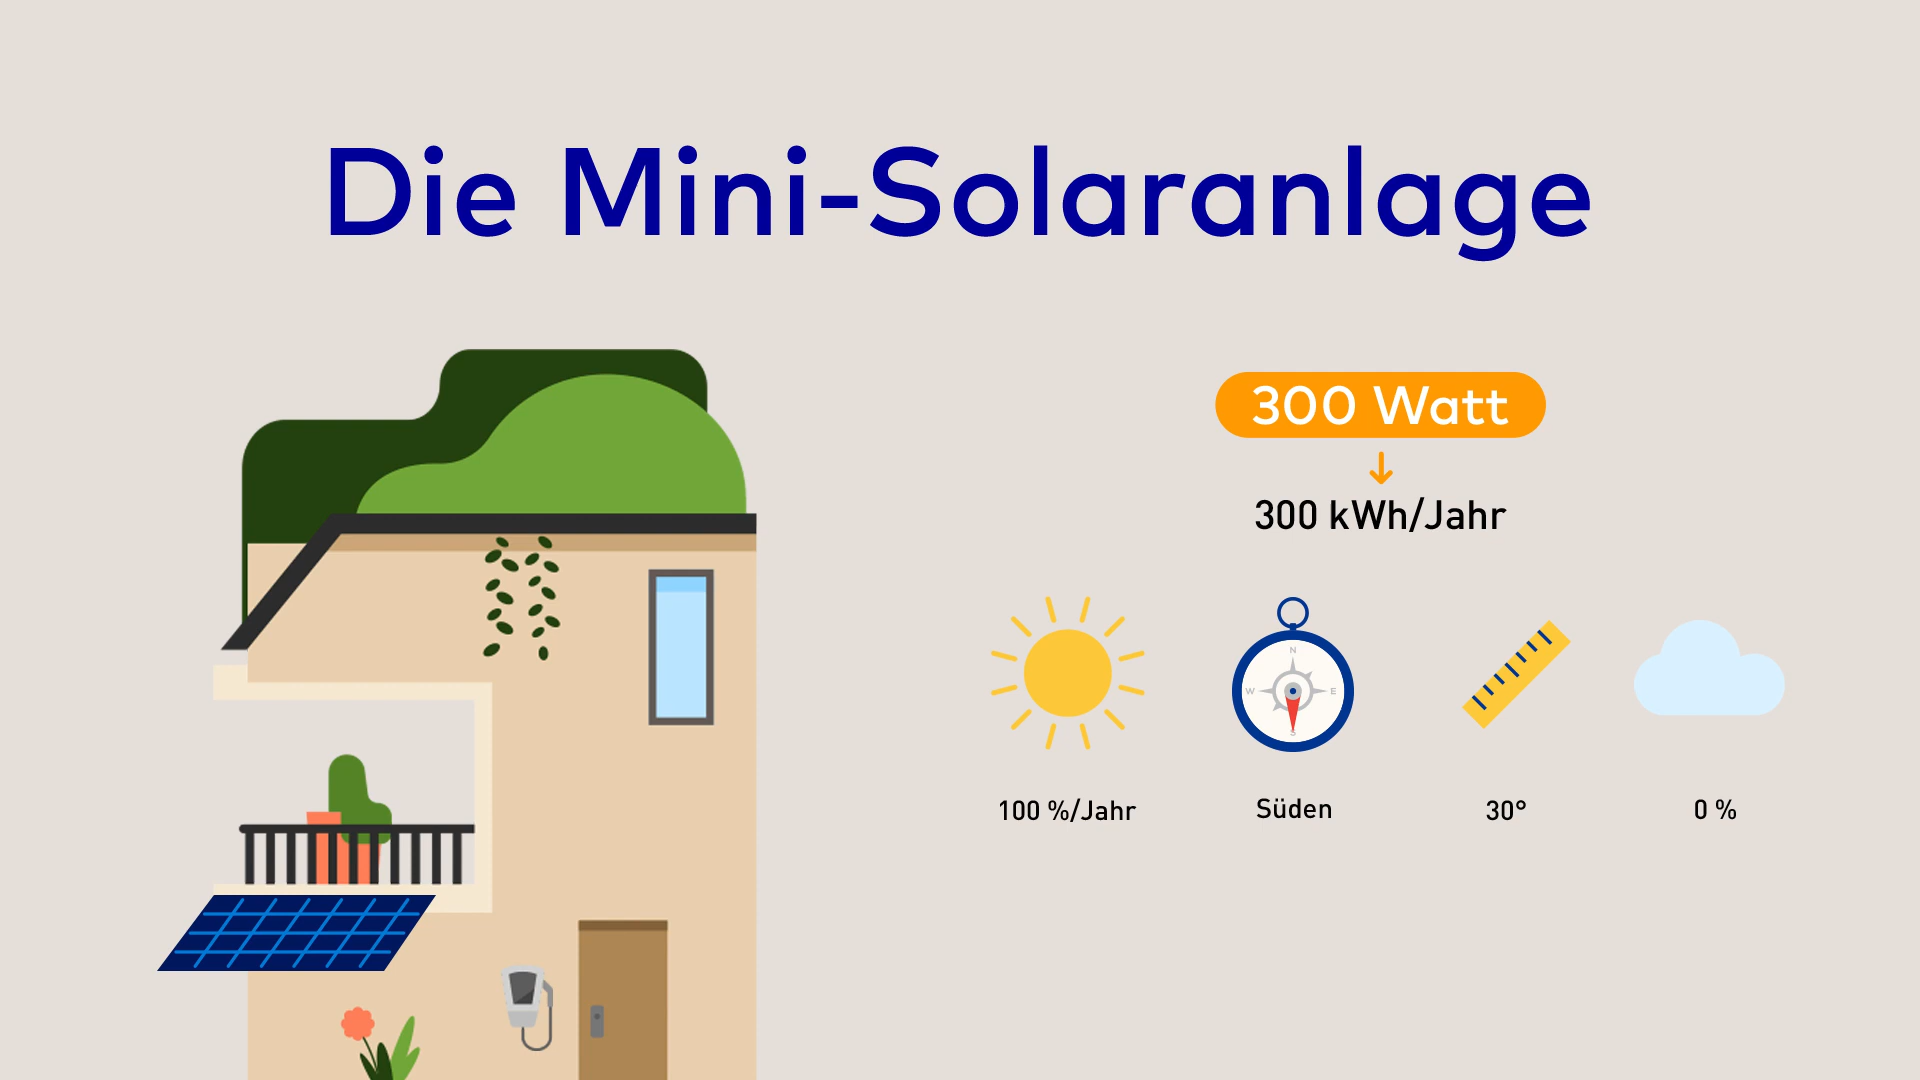 Die Mini-Solaranlage
300 Watt
300 kWh/Jahr
N
W E
S
100 %/Jahr
Süden
30°
0 %